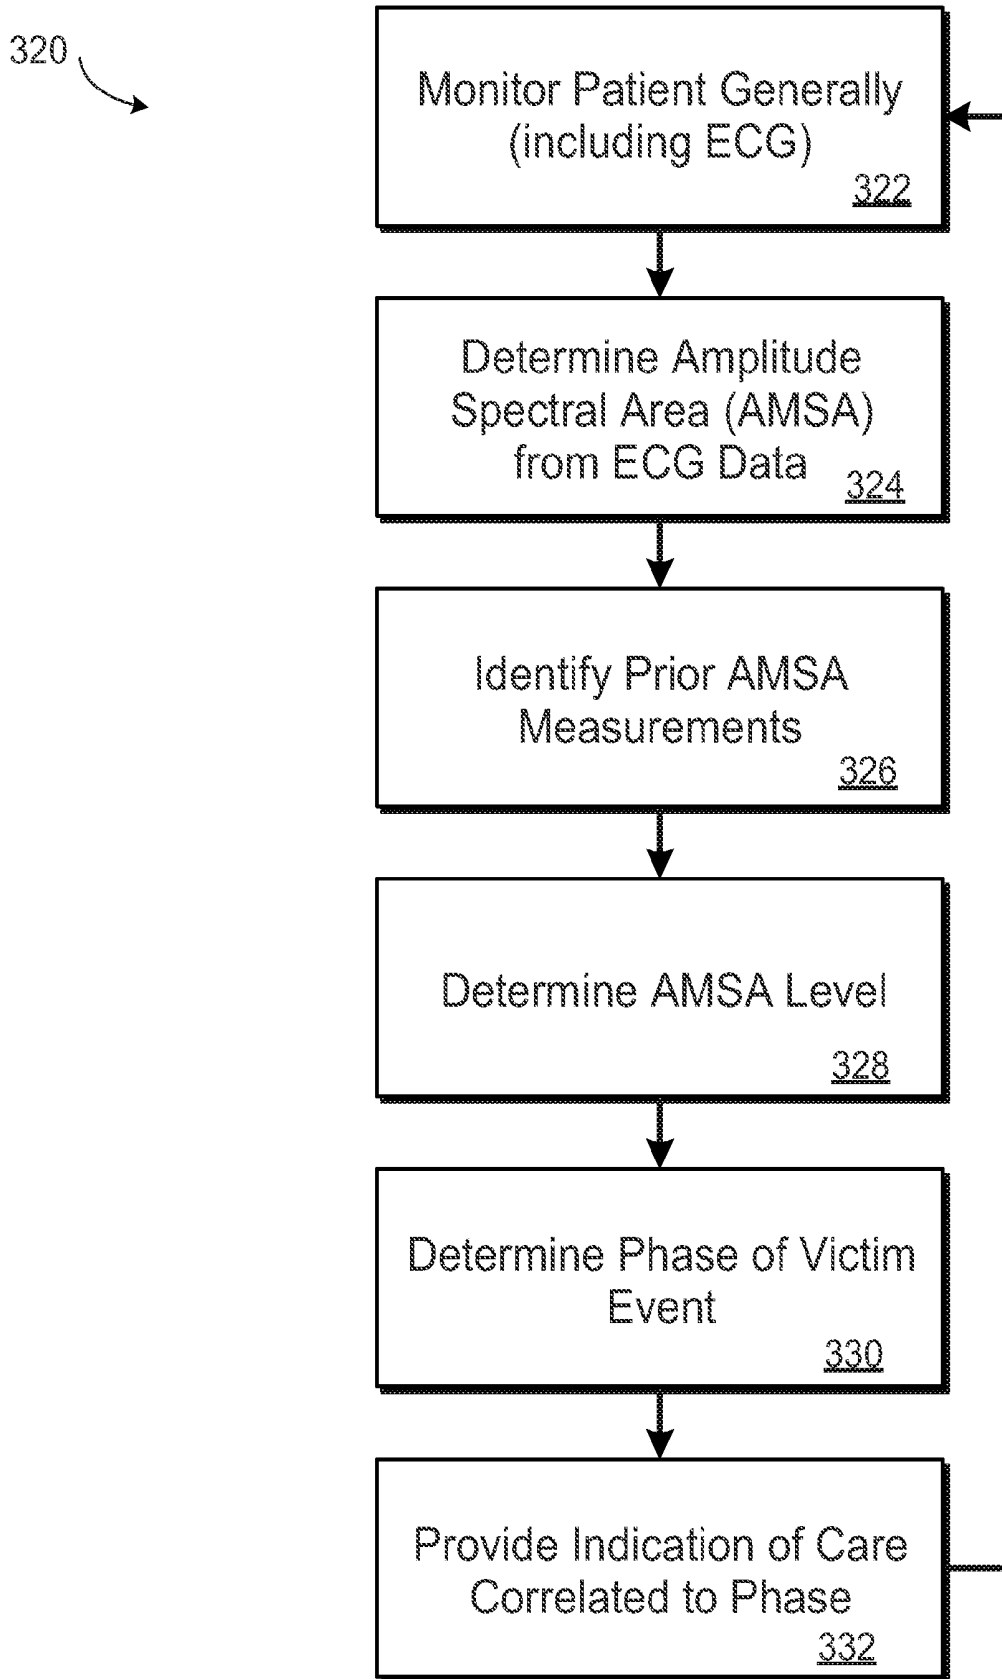 320
Monitor Patient Generally
(including ECG)
322
Determine Amplitude
Spectral Area (AMSA)
from ECG Data
324
Identify Prior AMSA
Measurements
326
Determine AMSA Level
328
Determine Phase of Victim
Event
330
Provide Indication of Care
Correlated to Phase
332